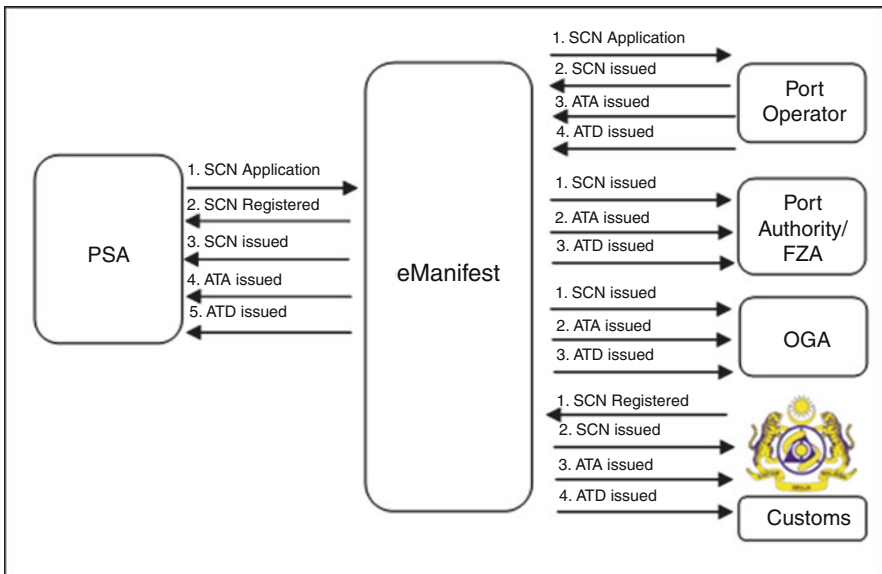 PSA
1. SCN Application
2. SCN Registered
3. SCN issued
4. ATA issued
5. ATD issued
eManifest
1. SCN Application
2. SCN issued
3. ATA issued
4. ATD issued
Port
Operator
1. SCN issued
2. ATA issued
3. ATD issued
Port
Authority/
FZA
1. SCN issued
2. ATA issued
3. ATD issued
OGA
1. SCN Registered
2. SCN issued
3. ATA issued
4. ATD issued
Customs